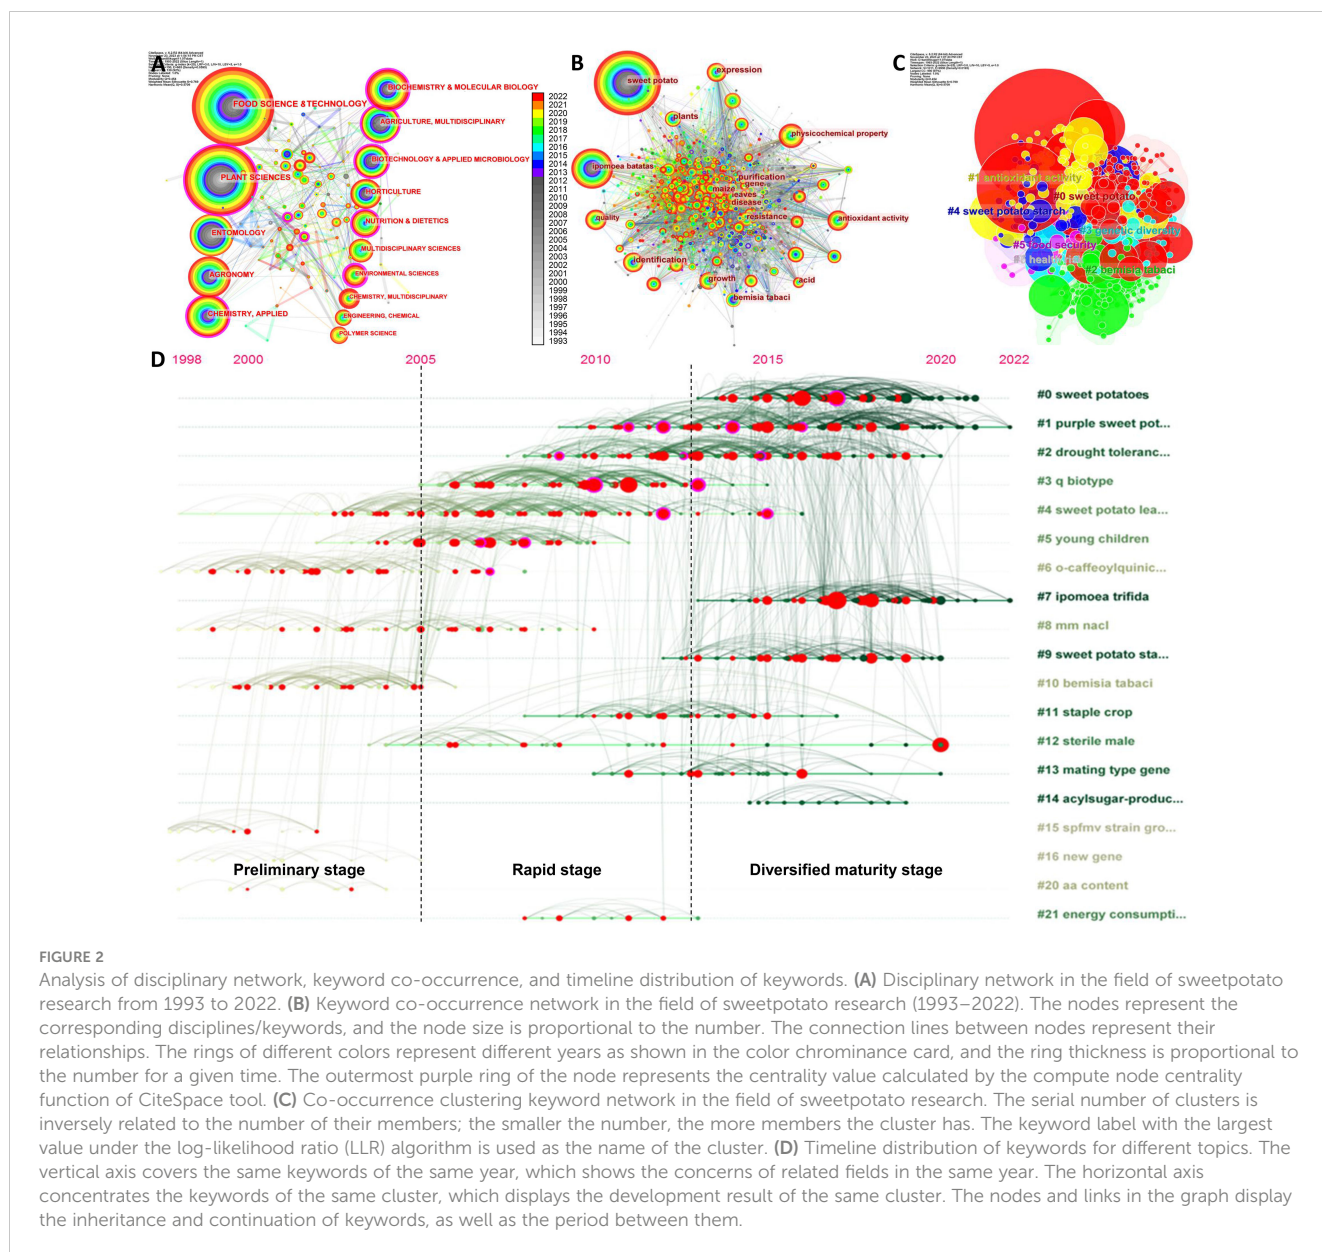 A
FOOD SCIENCE & TECHNOLOGY
PLANT SCIENCES
ENTOMOLOGY
AGRONOMY
CHEMISTRY, APPLIED
BIOCHEMISTRY & MOLECULAR BIOLOGY
AGRICULTURE, MULTIDISCIPLINARY
BIOTECHNOLOGY & APPLIED MICROBIOLOGY
HORTICULTURE
NUTRITION & DIETETICS
MULTIDISCIPLINARY SCIENCES
ENVIRONMENTAL SCIENCES
CHEMISTRY, MULTIDISCIPLINARY
ENGINEERING, CHEMICAL
POLYMER SCIENCE
2022
2021
2020
2019
2018
2017
2016
2015
2014
2013
2012
2011
2010
2009
2008
2007
2006
2005
2004
2003
2002
2001
2000
1999
1998
1997
1996
1995
1994
1993
B
sweet potato
expression
plants
physicochemical property
ipomoea batatas
purification
gene
maize
leaves
disease
quality
resistance
antioxidant activity
identification
growth
acid
bemisia tabaci
C
#1 antioxidant activity
#0 sweet potato
#4 sweet potato starch
#3 genetic diversity
#5 food security
#2 bemisia tabaci
D
1998
2000
2005
2010
2015
2020
2022
#0 sweet potatoes
#1 purple sweet pot...
#2 drought toleranc...
#3 q biotype
#4 sweet potato lea...
#5 young children
#6 o-caffeoylquinic...
#7 ipomoea trifida
#8 mm nacl
#9 sweet potato sta...
#10 bemisia tabaci
#11 staple crop
#12 sterile male
#13 mating type gene
#14 acylsugar-produc...
#15 spfmv strain gro...
#16 new gene
#20 aa content
#21 energy consumpti...
Preliminary stage
Rapid stage
Diversified maturity stage
FIGURE 2
Analysis of disciplinary network, keyword co-occurrence, and timeline distribution of keywords. (A) Disciplinary network in the field of sweetpotato
research from 1993 to 2022. (B) Keyword co-occurrence network in the field of sweetpotato research (1993–2022). The nodes represent the
corresponding disciplines/keywords, and the node size is proportional to the number. The connection lines between nodes represent their
relationships. The rings of different colors represent different years as shown in the color chrominance card, and the ring thickness is proportional to
the number for a given time. The outermost purple ring of the node represents the centrality value calculated by the compute node centrality
function of CiteSpace tool. (C) Co-occurrence clustering keyword network in the field of sweetpotato research. The serial number of clusters is
inversely related to the number of their members; the smaller the number, the more members the cluster has. The keyword label with the largest
value under the log-likelihood ratio (LLR) algorithm is used as the name of the cluster. (D) Timeline distribution of keywords for different topics. The
vertical axis covers the same keywords of the same year, which shows the concerns of related fields in the same year. The horizontal axis
concentrates the keywords of the same cluster, which displays the development result of the same cluster. The nodes and links in the graph display
the inheritance and continuation of keywords, as well as the period between them.